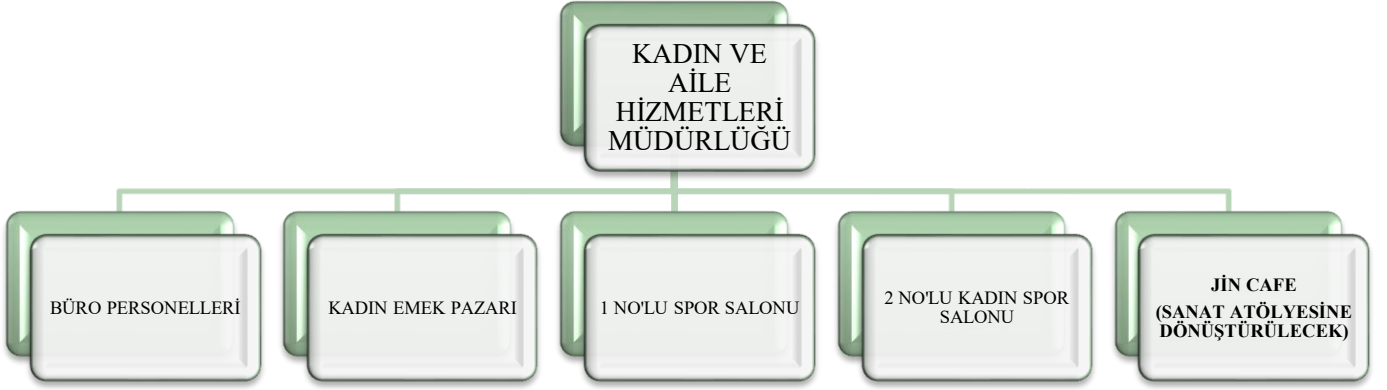 KADIN VE
AİLE
HİZMETLERİ
MÜDÜRLÜĞÜ
BÜRO PERSONELLERİ
KADIN EMEK PAZARI
1 NO'LU SPOR SALONU
2 NO'LU KADIN SPOR
SALONU
JİN CAFE
(SANAT ATÖLYESİNE
DÖNÜŞTÜRÜLECEK)